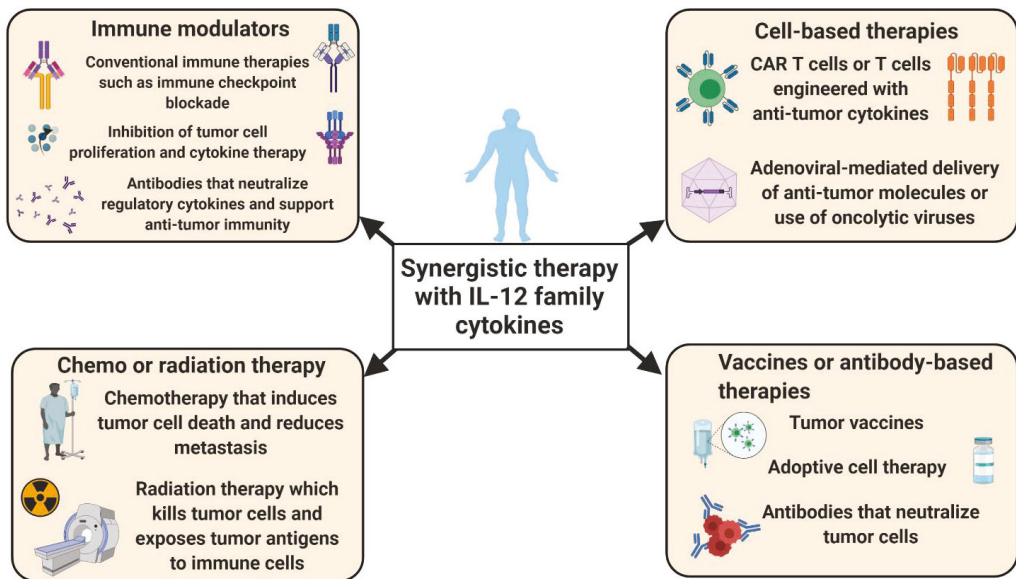 Immune modulators
Conventional immune therapies
such as immune checkpoint
blockade
Inhibition of tumor cell
proliferation and cytokine therapy
Antibodies that neutralize
regulatory cytokines and support
anti-tumor immunity
Cell-based therapies
CAR T cells or T cells
engineered with
anti-tumor cytokines
Adenoviral-mediated delivery
of anti-tumor molecules or
use of oncolytic viruses
Synergistic therapy
with IL-12 family
cytokines
Chemo or radiation therapy
Chemotherapy that induces
tumor cell death and reduces
metastasis
Radiation therapy which
kills tumor cells and
exposes tumor antigens
to immune cells
Vaccines or antibody-based
therapies
Tumor vaccines
Adoptive cell therapy
Antibodies that neutralize
tumor cells